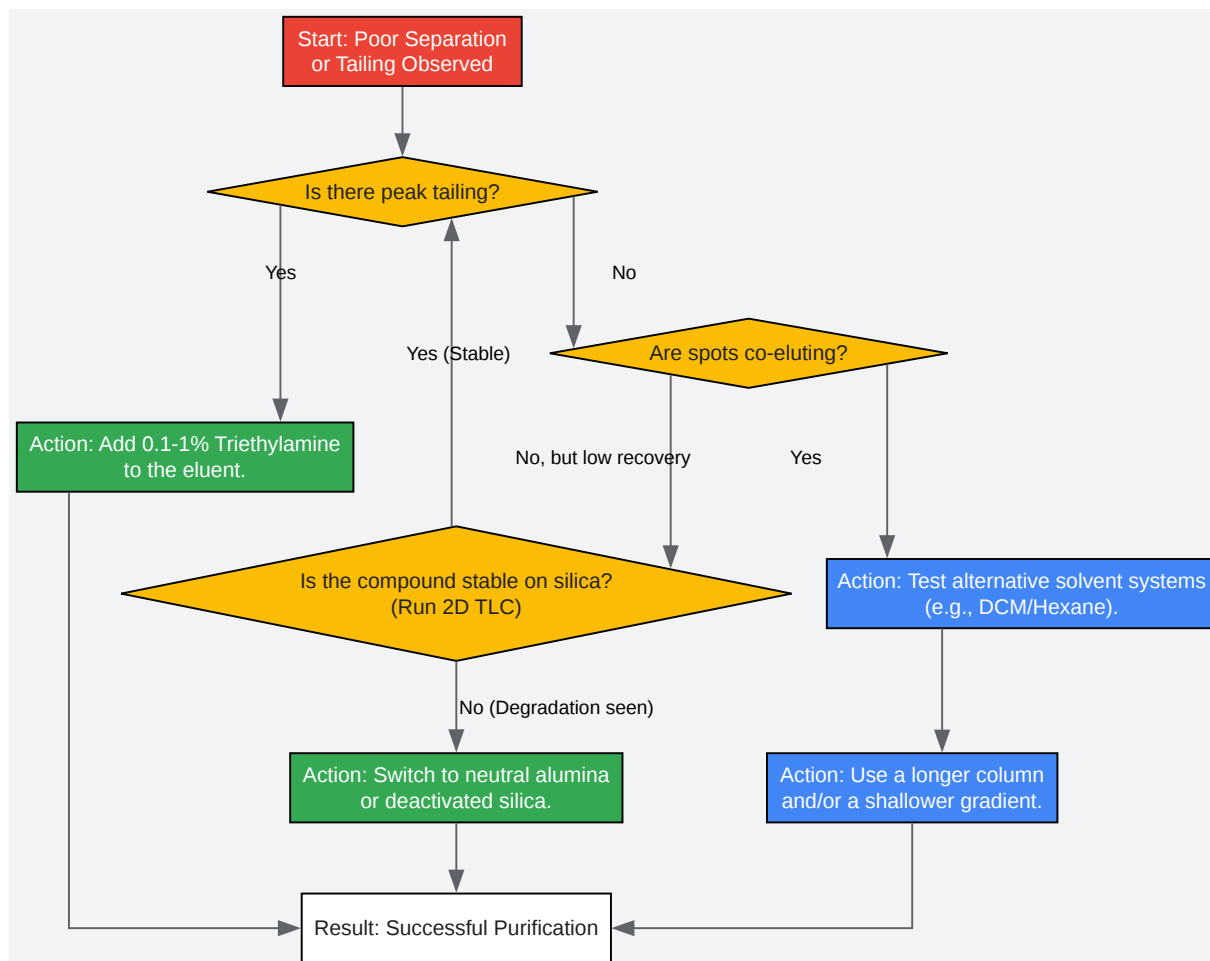 Start: Poor Separation
or Tailing Observed
Is there peak tailing?
Yes
No
Yes (Stable)
Are spots co-eluting?
Action: Add 0.1-1% Triethylamine
to the eluent.
No, but low recovery
Yes
Is the compound stable on silica?
(Run 2D TLC)
Action: Test alternative solvent systems
(e.g., DCM/Hexane).
No (Degradation seen)
Action: Switch to neutral alumina
or deactivated silica.
Action: Use a longer column
and/or a shallower gradient.
Result: Successful Purification